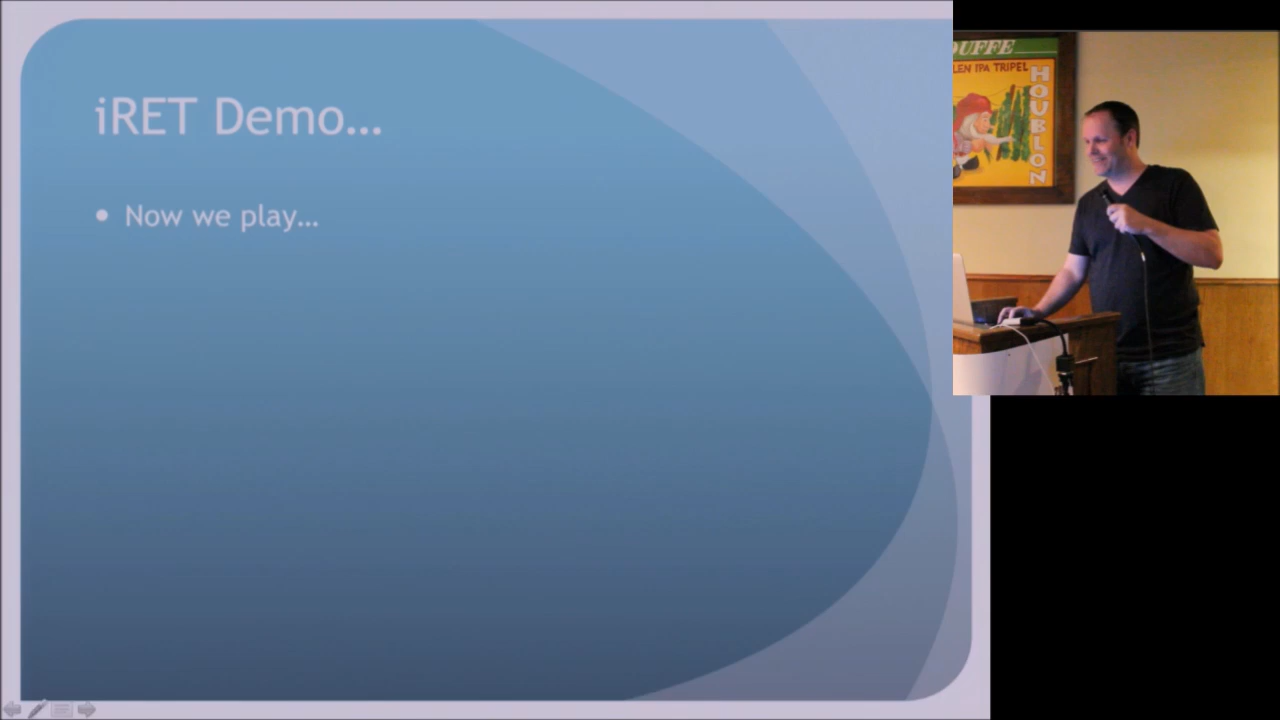 iRET Demo...
• Now we play...
OUFFE
LEN IPA TRIPEL
HOUBLON